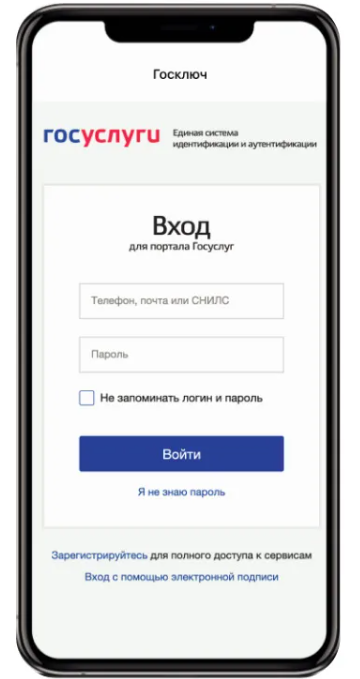 Госключ
госуслуги
Единая система
идентификации и аутентификации
Вход
для портала Госуслуг
Телефон, почта или СНИЛС
Пароль
Не запоминать логин и пароль
Войти
Я не знаю пароль
Зарегистрируйтесь для полного доступа к сервисам
Вход с помощью электронной подписи